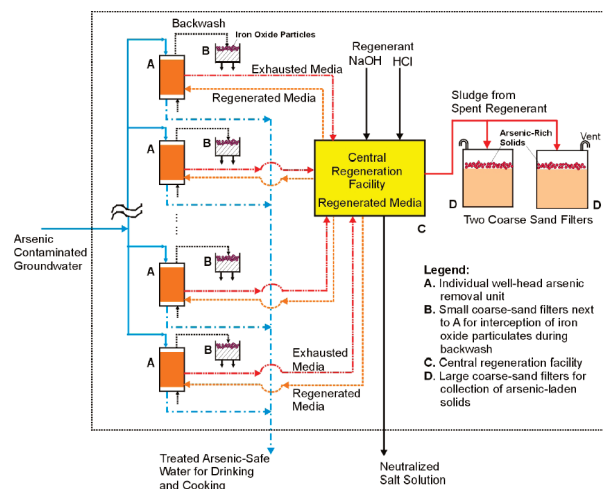 Backwash
Iron Oxide Particles
A
B
Exhausted Media
Regenerated Media
Regenerant
NaOH
HCl
Sludge from
Spent Regenerant
Arsenic-Rich
Solids
Vent
D
D
Two Coarse Sand Filters
A
B
Central
Regeneration
Facility
Regenerated Media
C
Arsenic
Contaminated
Groundwater
A
B
A
B
Exhausted
Media
Regenerated
Media
Legend:
A. Individual well-head arsenic
removal unit
B. Small coarse-sand filters next
to A for interception of iron
oxide particulates during
backwash
C. Central regeneration facility
D. Large coarse-sand filters for
collection of arsenic-laden
solids
Treated Arsenic-Safe
Water for Drinking
and Cooking
Neutralized
Salt Solution